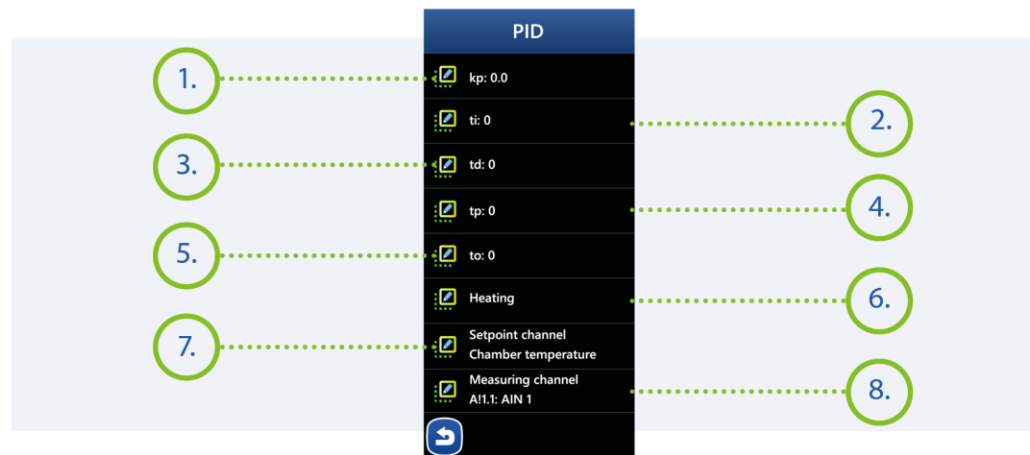 PID
1.
kp: 0.0
ti: 0
2.
3.
td: 0
tp: 0
4.
5.
to: 0
Heating
6.
7.
Setpoint channel
Chamber temperature
Measuring channel
A!1.1: AIN 1
8.